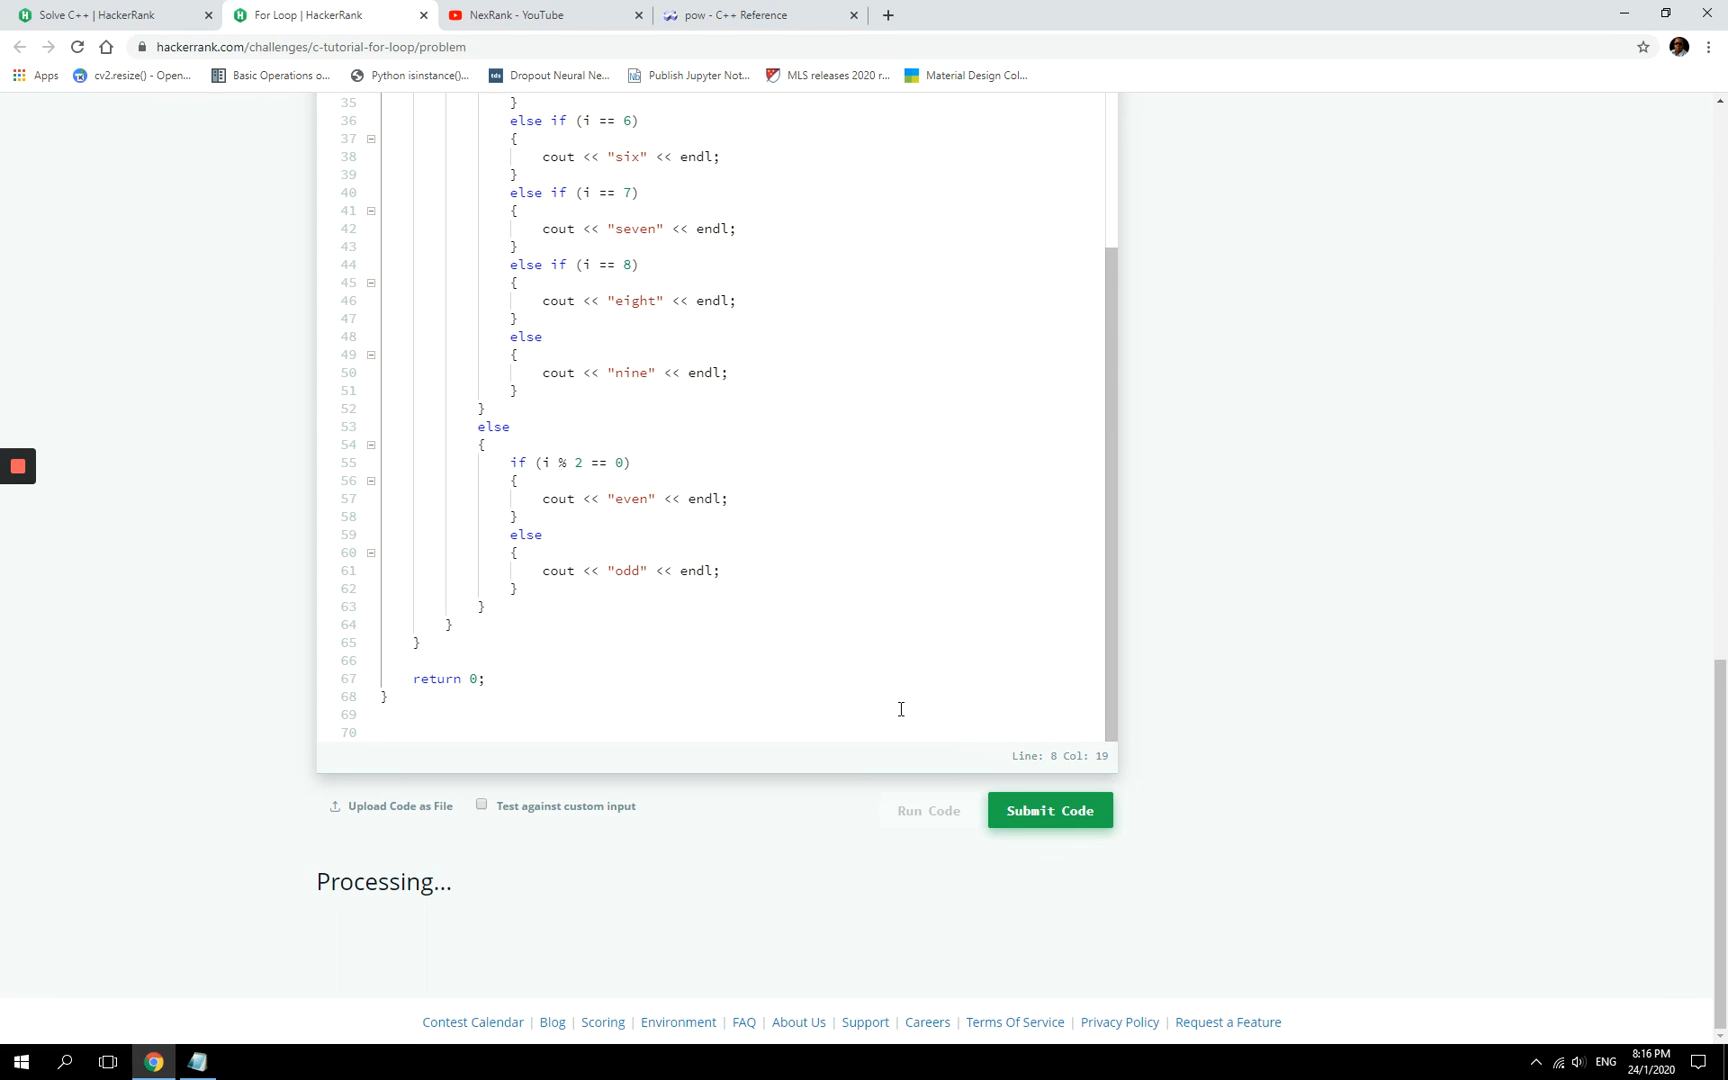 Solve C++ | HackerRank
For Loop | HackerRank
NexRank - YouTube
pow - C++ Reference
hackerrank.com/challenges/c-tutorial-for-loop/problem
Apps
cv2.resize() - Open...
Basic Operations o...
Python isinstance()...
Dropout Neural Ne...
Publish Jupyter Not...
MLS releases 2020 r...
Material Design Col...
35 }
36 else if (i == 6)
37 {
38 cout << "six" << endl;
39 }
40 else if (i == 7)
41 {
42 cout << "seven" << endl;
43 }
44 else if (i == 8)
45 {
46 cout << "eight" << endl;
47 }
48 else
49 {
50 cout << "nine" << endl;
51 }
52 }
53 else
54 {
55 if (i % 2 == 0)
56 {
57 cout << "even" << endl;
58 }
59 else
60 {
61 cout << "odd" << endl;
62 }
63 }
64 }
65 }
66
67 return 0;
68 }
69
70
Line: 8 Col: 19
Upload Code as File
Test against custom input
Run Code
Submit Code
Processing...
Contest Calendar | Blog | Scoring | Environment | FAQ | About Us | Support | Careers | Terms Of Service | Privacy Policy | Request a Feature
ENG
8:16 PM
24/1/2020